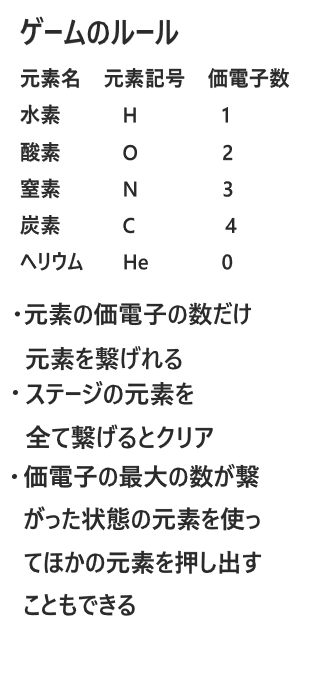 ゲームのルール
元素名 元素記号 価電子数
水素 H 1
酸素 O 2
窒素 N 3
炭素 C 4
ヘリウム He 0
・元素の価電子の数だけ
元素を繋げれる
・ステージの元素を
全て繋げるとクリア
・価電子の最大の数が繋
がった状態の元素を使っ
てほかの元素を押し出す
こともできる